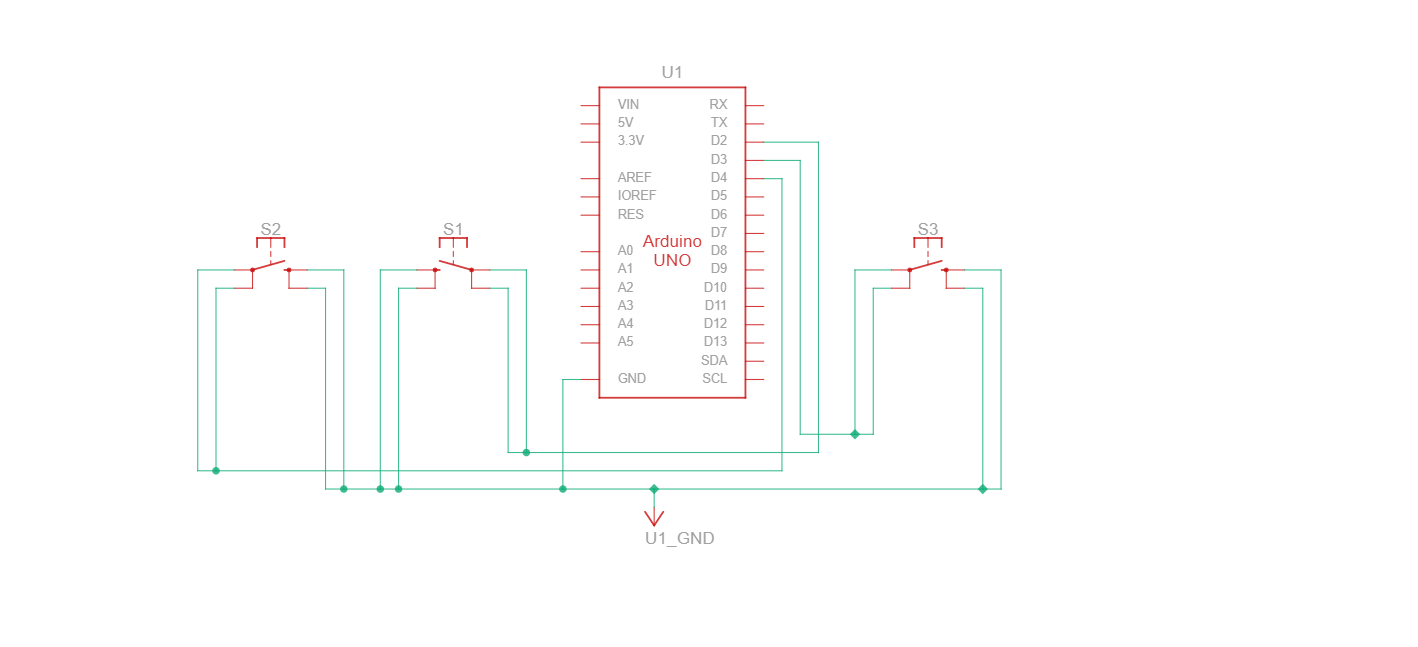 U1
VIN RX
5V TX
3.3V D2
D3
AREF D4
IOREF D5
RES D6
D7
A0 D8
A1 D9
A2 D10
A3 D11
A4 D12
A5 D13
SDA
GND SCL
Arduino
UNO
S2
S1
S3
U1_GND